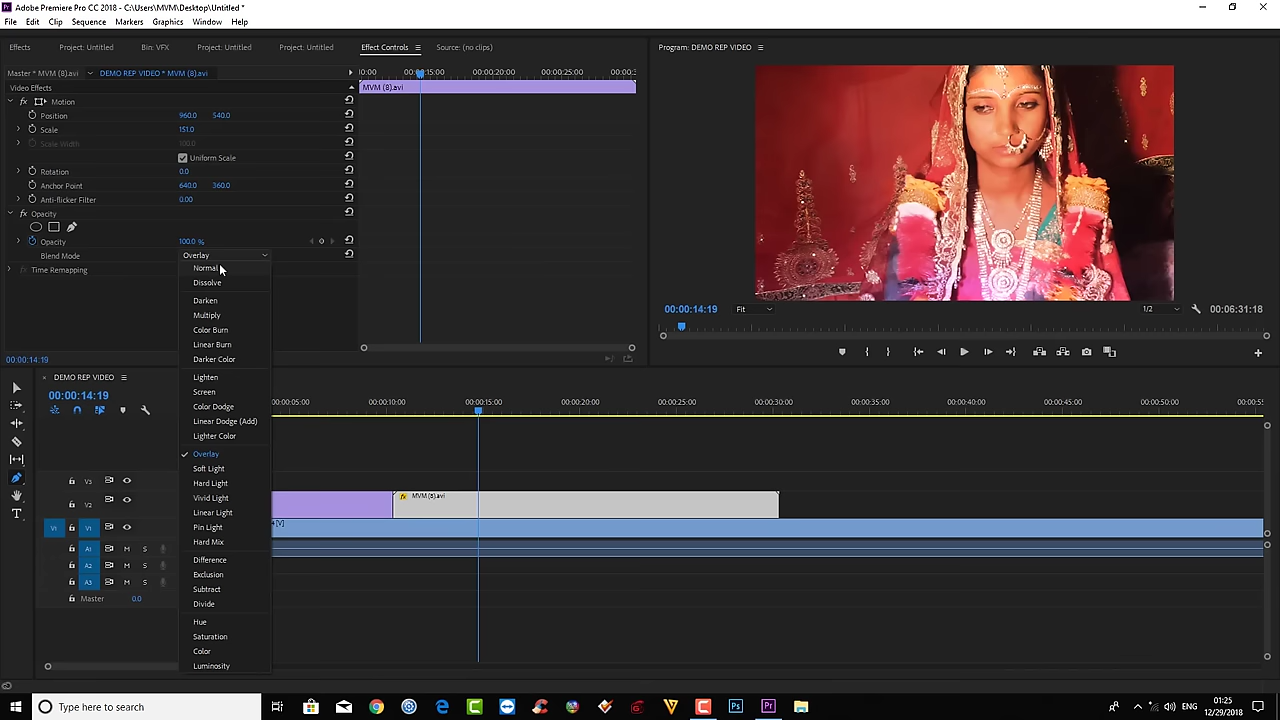 Adobe Premiere Pro CC 2018 - C:\Users\MVM\Desktop\Untitled *
File Edit Clip Sequence Markers Graphics Window Help
Effects Project: Untitled Bin: VFX Project: Untitled Project: Untitled Effect Controls Source: (no clips)
Program: DEMO REP VIDEO
Master * MVM (8).avi DEMO REP VIDEO * MVM (8).avi
00:00:15:00 00:00:20:00 00:00:25:00
Video Effects
MVM (8).avi
fx Motion
Position 960.0 540.0
Scale 151.0
Scale Width 100.0
Uniform Scale
Rotation 0.0
Anchor Point 640.0 360.0
Anti-flicker Filter 0.00
fx Opacity
Opacity 100.0 %
Blend Mode Overlay
Time Remapping
Normal
Dissolve
Darken
Multiply
Color Burn
Linear Burn
Darker Color
Lighten
Screen
Color Dodge
Linear Dodge (Add)
Lighter Color
Overlay
Soft Light
Hard Light
Vivid Light
Linear Light
Pin Light
Hard Mix
Difference
Exclusion
Subtract
Divide
Hue
Saturation
Color
Luminosity
00:00:14:19 Fit 1/2 00:06:31:18
00:00:14:19
DEMO REP VIDEO
00:00:14:19
00:00:05:00 00:00:10:00 00:00:15:00 00:00:20:00 00:00:25:00 00:00:30:00 00:00:35:00 00:00:40:00 00:00:45:00 00:00:50:00
V3
V2
fx MVM (8).avi
V1 V1
[V]
A1 M S
A2 M S
A3 M S
Master 0.0
Type here to search
ENG
01:25
12/29/2018